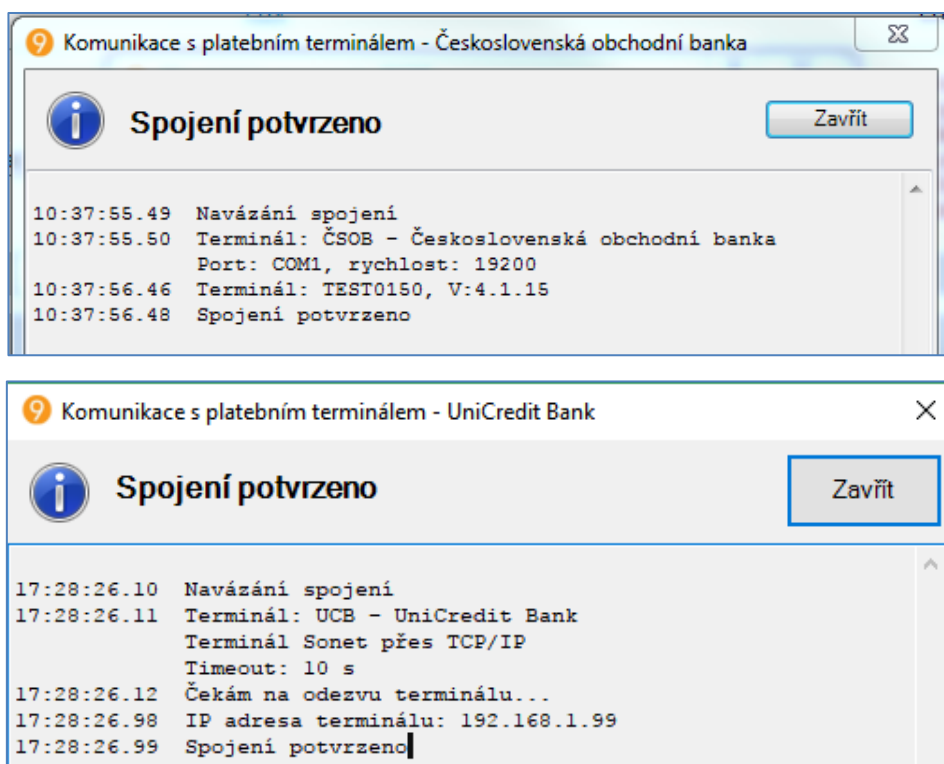 9 Komunikace s platebním terminálem - Československá obchodní banka
Spojení potvrzeno
Zavřít
10:37:55.49 Navázání spojení
10:37:55.50 Terminál: ČSOB - Československá obchodní banka
Port: COM1, rychlost: 19200
10:37:56.46 Terminál: TEST0150, V:4.1.15
10:37:56.48 Spojení potvrzeno
9 Komunikace s platebním terminálem - UniCredit Bank
Spojení potvrzeno
Zavřít
17:28:26.10 Navázání spojení
17:28:26.11 Terminál: UCB - UniCredit Bank
Terminál Sonet přes TCP/IP
Timeout: 10 s
17:28:26.12 Čekám na odezvu terminálu...
17:28:26.98 IP adresa terminálu: 192.168.1.99
17:28:26.99 Spojení potvrzeno